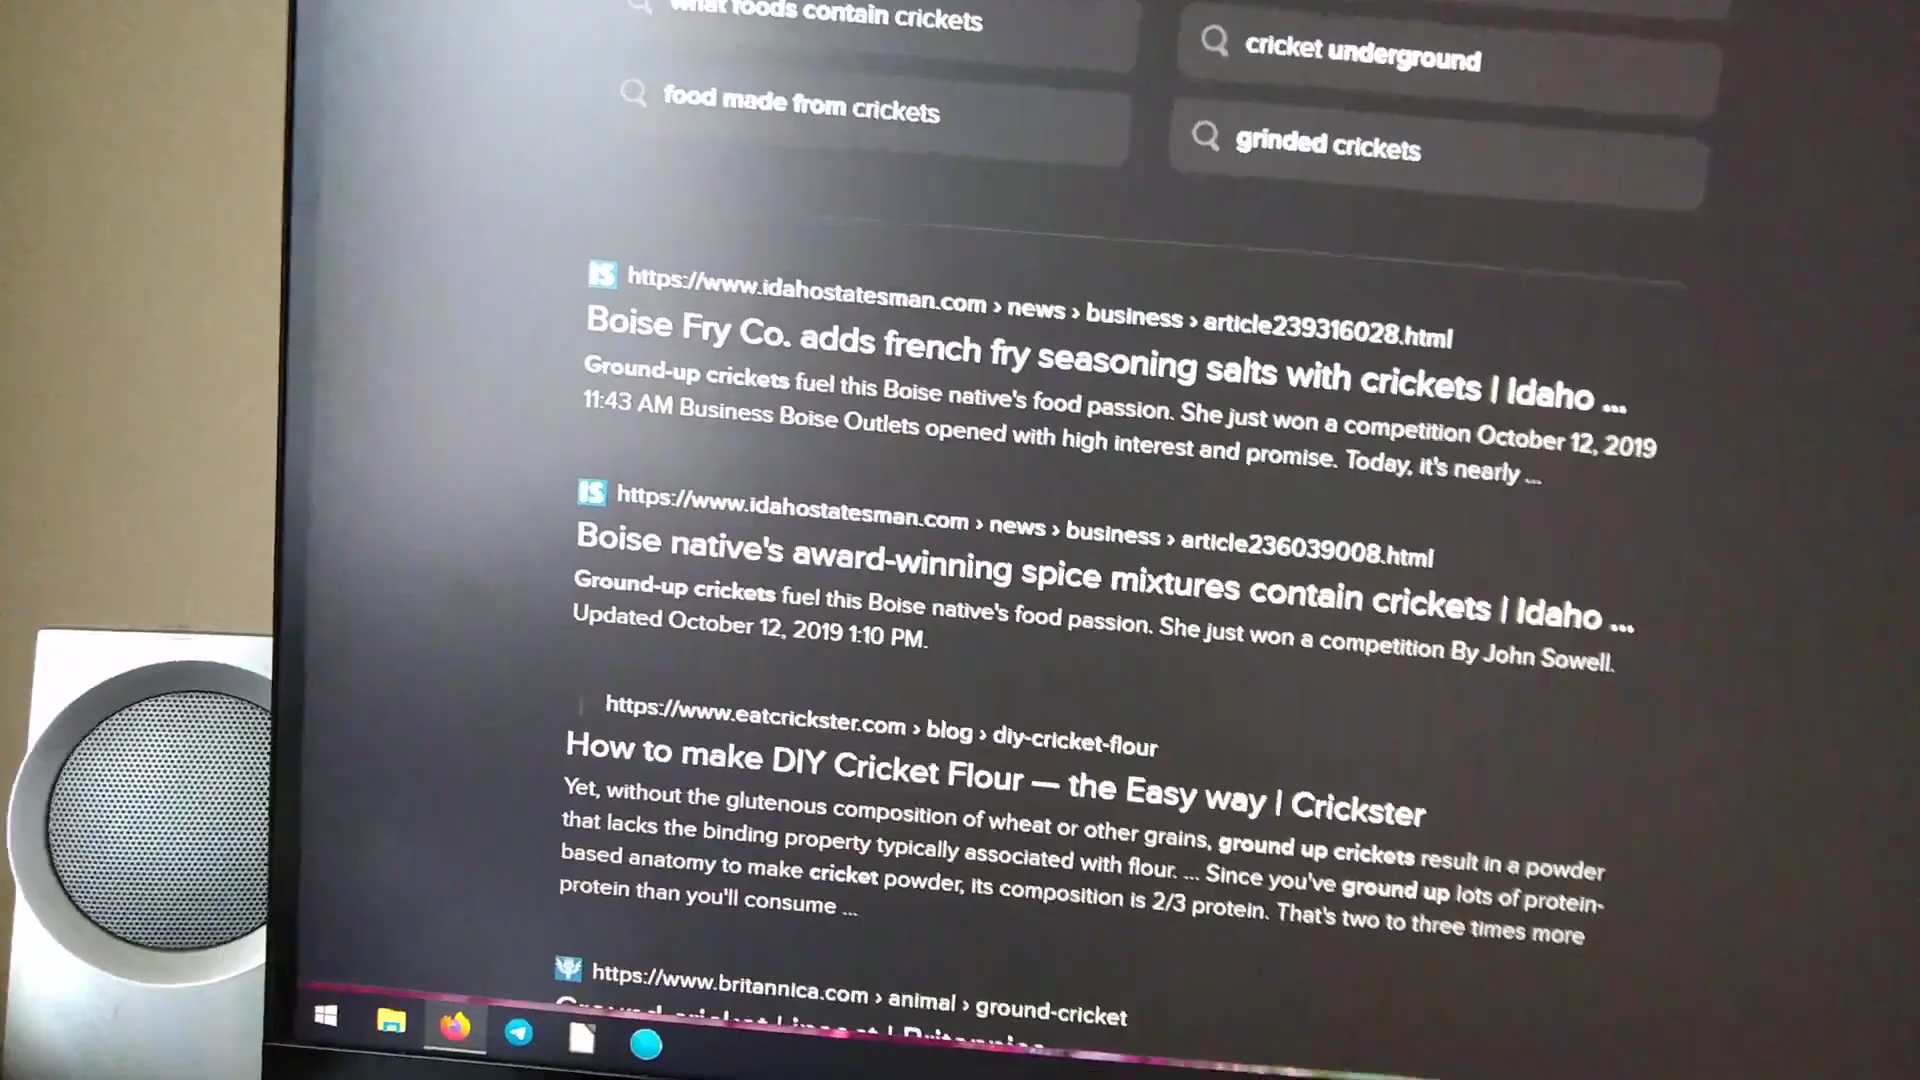 what foods contain crickets
cricket underground
food made from crickets
grinded crickets
IS https://www.idahostatesman.com › news › business › article239316028.html
Boise Fry Co. adds french fry seasoning salts with crickets | Idaho ...
Ground-up crickets fuel this Boise native's food passion. She just won a competition October 12, 2019
11:43 AM Business Boise Outlets opened with high interest and promise. Today, it's nearly ...
IS https://www.idahostatesman.com › news › business › article236039008.html
Boise native's award-winning spice mixtures contain crickets | Idaho ...
Ground-up crickets fuel this Boise native's food passion. She just won a competition By John Sowell.
Updated October 12, 2019 1:10 PM.
https://www.eatcrickster.com › blog › diy-cricket-flour
How to make DIY Cricket Flour — the Easy way | Crickster
Yet, without the glutenous composition of wheat or other grains, ground up crickets result in a powder
that lacks the binding property typically associated with flour. ... Since you've ground up lots of protein-
based anatomy to make cricket powder, its composition is 2/3 protein. That's two to three times more
protein than you'll consume ...
https://www.britannica.com › animal › ground-cricket
Ground cricket | insect | Britannica